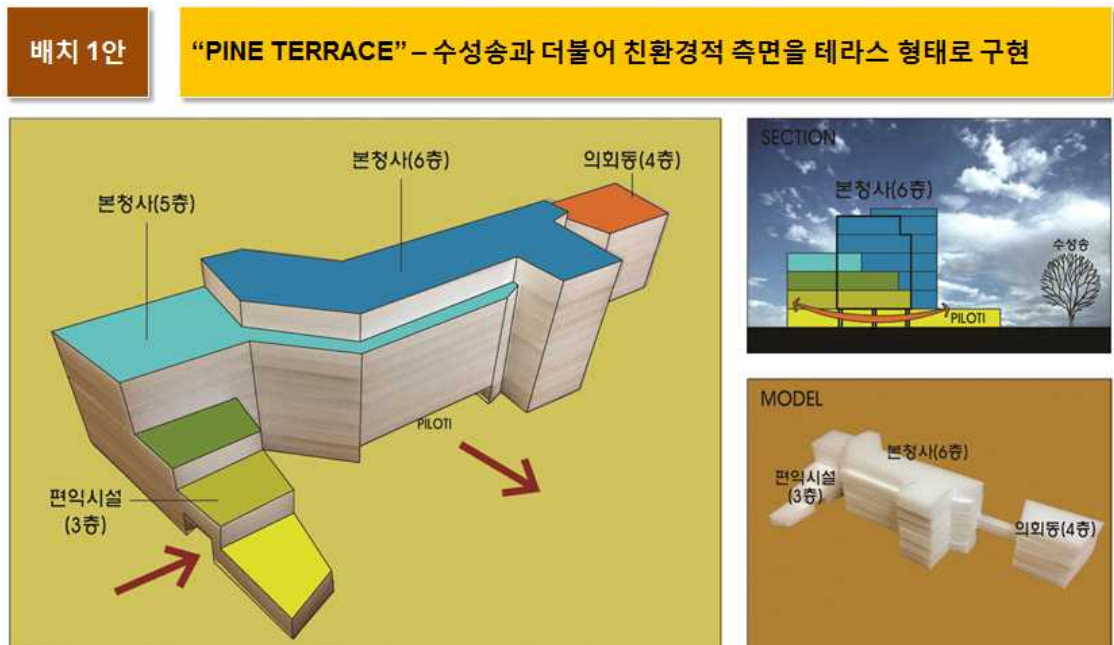 배치 1안
“PINE TERRACE” – 수성송과 더불어 친환경적 측면을 테라스 형태로 구현
본청사(5층)
본청사(6층)
의회동(4층)
PILOTI
편익시설
(3층)
SECTION
본청사(6층)
수성송
PILOTI
MODEL
본청사(6층)
편익시설
(3층)
의회동(4층)